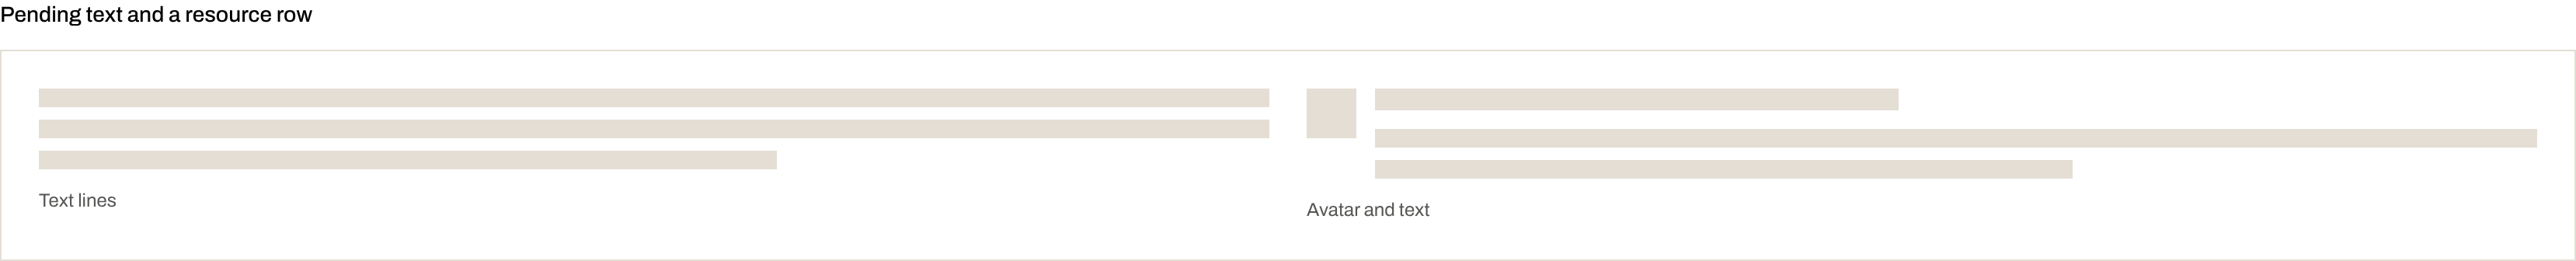 Pending text and a resource row
Text lines
Avatar and text